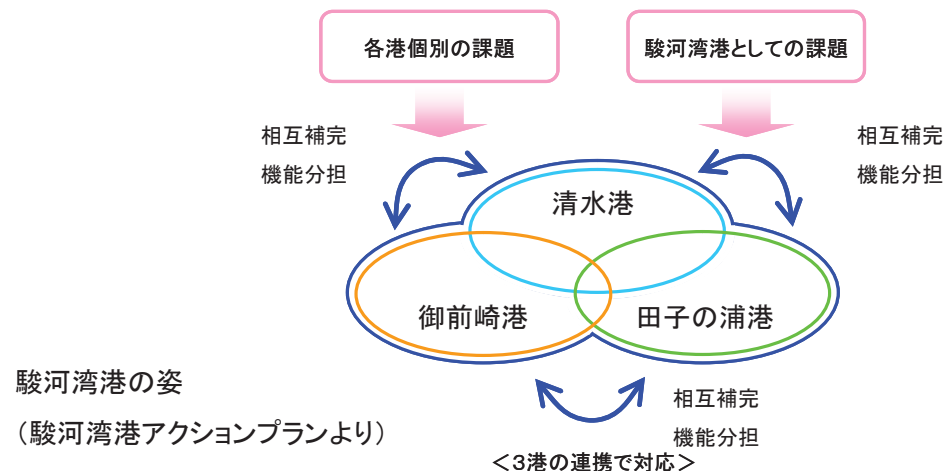 各港個別の課題
駿河湾港としての課題
相互補完
機能分担
相互補完
機能分担
清水港
御前崎港
田子の浦港
駿河湾港の姿
（駿河湾港アクションプランより）
相互補完
機能分担
＜３港の連携で対応＞